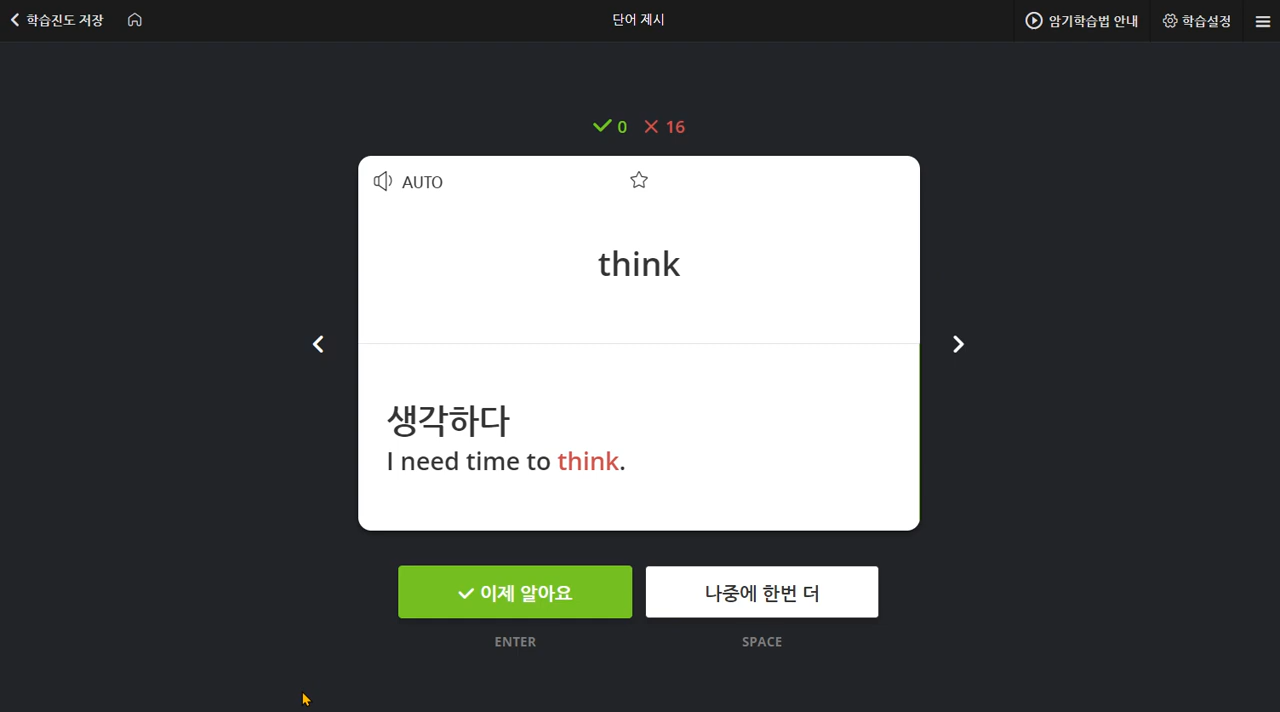 학습진도 저장
단어 제시
암기학습법 안내
학습설정
0
16
AUTO
think
생각하다
I need time to think.
이제 알아요
나중에 한번 더
ENTER
SPACE